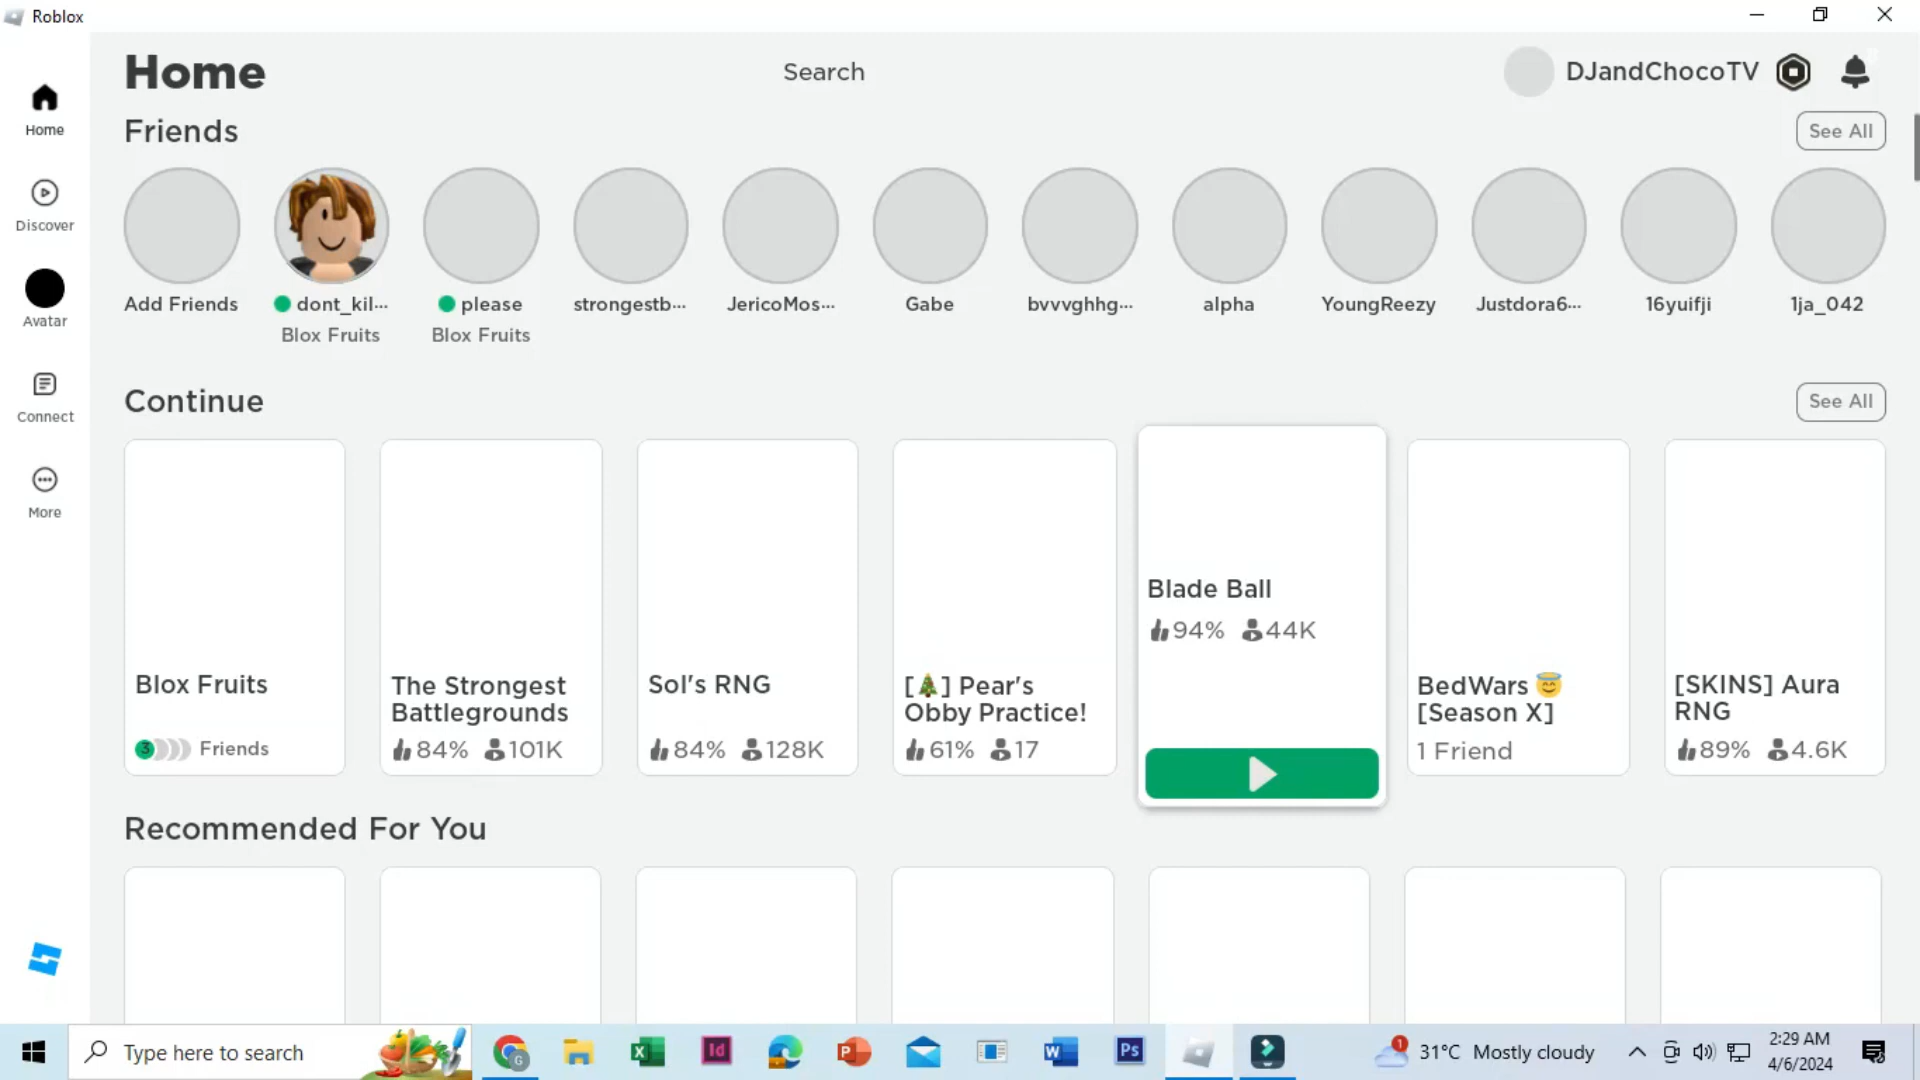 Roblox
Home
Search
DJandChocoTV
Home
Discover
Avatar
Connect
More
Friends
See All
Add Friends
dont_kil...
please
strongestb...
JericoMos...
Gabe
bvvvghhg...
alpha
YoungReezy
Justdora6...
16yuifji
1ja_042
Blox Fruits
Blox Fruits
Continue
See All
Blox Fruits
3 Friends
The Strongest
Battlegrounds
84% 101K
Sol's RNG
84% 128K
[🎄] Pear's
Obby Practice!
61% 17
Blade Ball
94% 44K
BedWars 😇
[Season X]
1 Friend
[SKINS] Aura
RNG
89% 4.6K
Recommended For You
Type here to search
G
Id
Ps
1
31°C Mostly cloudy
2:29 AM
4/6/2024